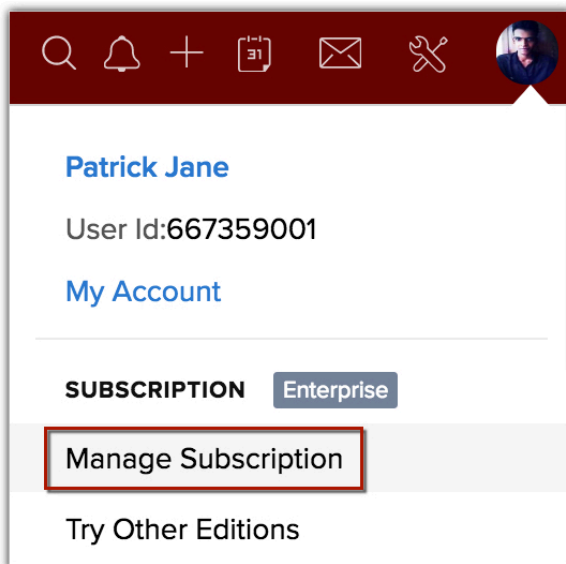 31
Patrick Jane
User Id:667359001
My Account
SUBSCRIPTION Enterprise
Manage Subscription
Try Other Editions